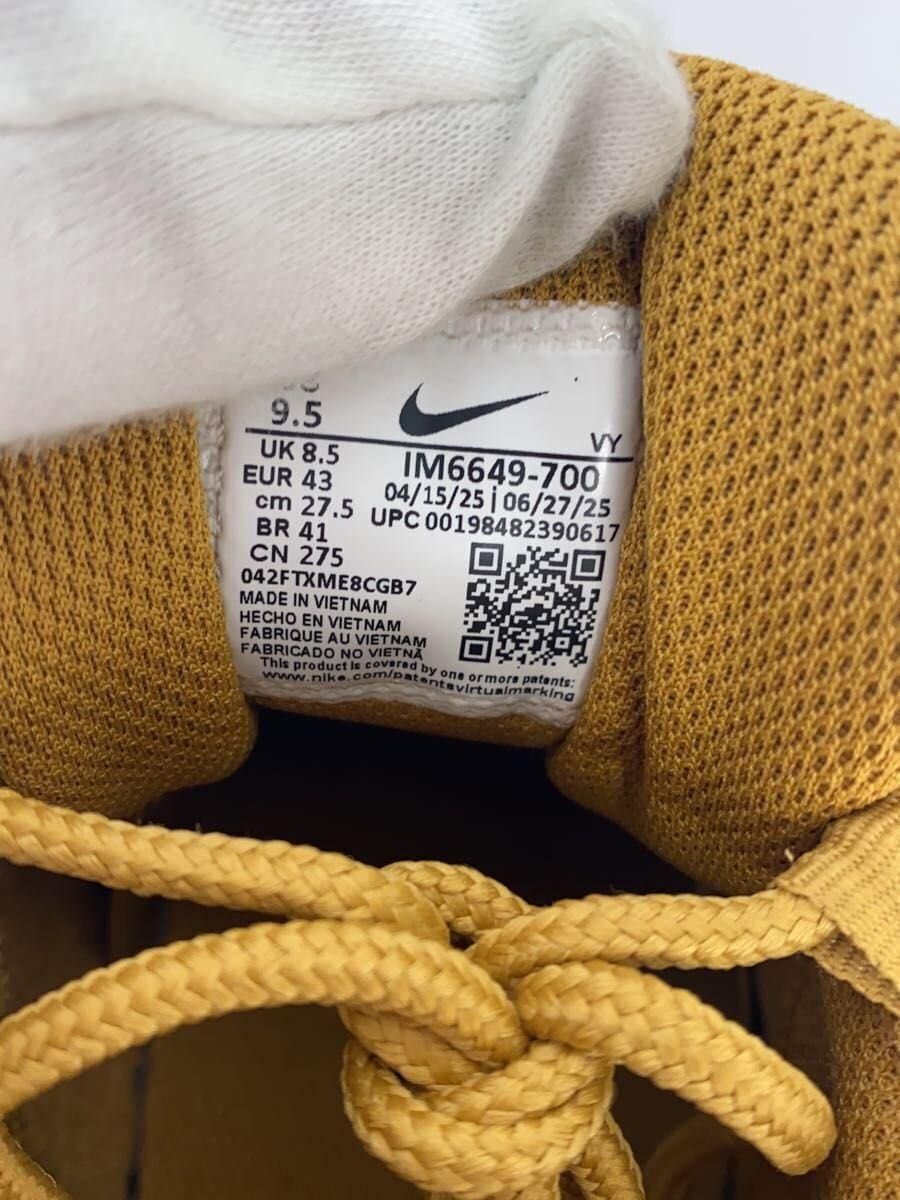 9.5
VY
UK 8.5
EUR 43
cm 27.5
BR 41
CN 275
IM6649-700
04/15/25 | 06/27/25
UPC 00198482390617
042FTXME8CGB7
MADE IN VIETNAM
HECHO EN VIETNAM
FABRIQUE AU VIETNAM
FABRICADO NO VIETNÃ
This product is covered by one or more patents:
www.nike.com/patentsvirtualmarking